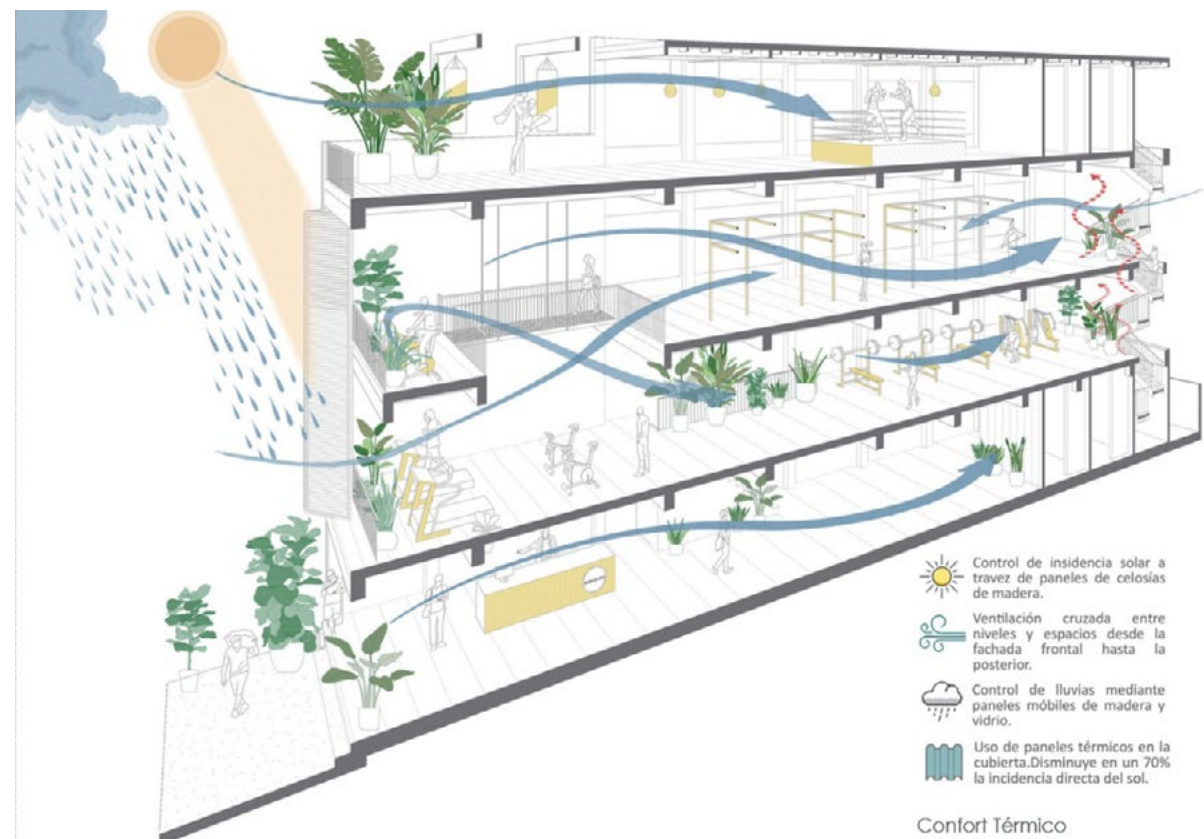 Control de insidencia solar a
travez de paneles de celosías
de madera.
Ventilación cruzada entre
niveles y espacios desde la
fachada frontal hasta la
posterior.
Control de lluvias mediante
paneles móbiles de madera y
vidrio.
Uso de paneles térmicos en la
cubierta.Disminuye en un 70%
la incidencia directa del sol.
Confort Térmico